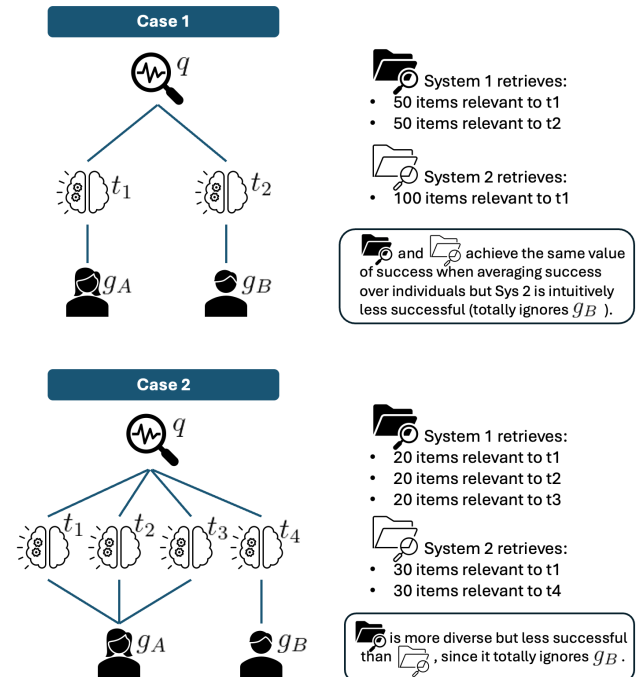 Case 1
q
t1 t2
gA gB
System 1 retrieves:
• 50 items relevant to t1
• 50 items relevant to t2
System 2 retrieves:
• 100 items relevant to t1
and achieve the same value
of success when averaging success
over individuals but Sys 2 is intuitively
less successful (totally ignores gB ).
Case 2
q
t1 t2 t3 t4
gA gB
System 1 retrieves:
• 20 items relevant to t1
• 20 items relevant to t2
• 20 items relevant to t3
System 2 retrieves:
• 30 items relevant to t1
• 30 items relevant to t4
is more diverse but less successful
than , since it totally ignores gB .